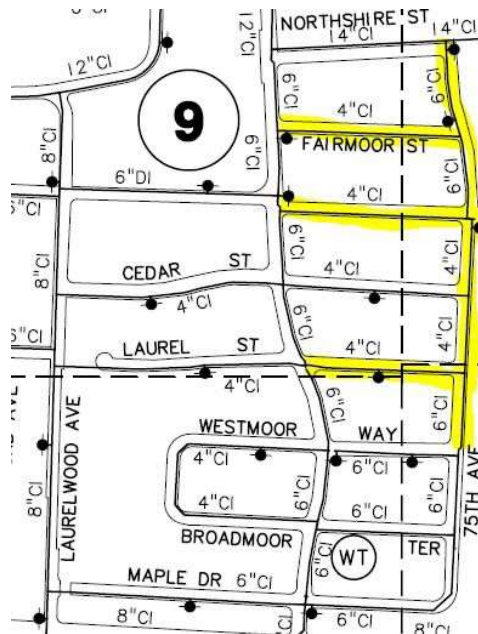 NORTHSHIRE ST
14"CI
14"CI
12"CI
12"CI
6"CI
6"CI
4"CI
9
FAIRMOOR ST
8"CI
6"CI
6"DI
4"CI
6"CI
6"CI
CEDAR ST
4"CI
4"CI
8"CI
4"CI
6"CI
LAUREL ST
4"CI
4"CI
6"CI
4"CI
6"CI
6"CI
LAURELWOOD AVE
WESTMOOR WAY
75TH AVE
4"CI
6"CI
8"CI
4"CI
6"CI
6"CI
6"CI
BROADMOOR TER
WT
MAPLE DR 6"CI
6"CI
8"CI
6"CI
8"CI